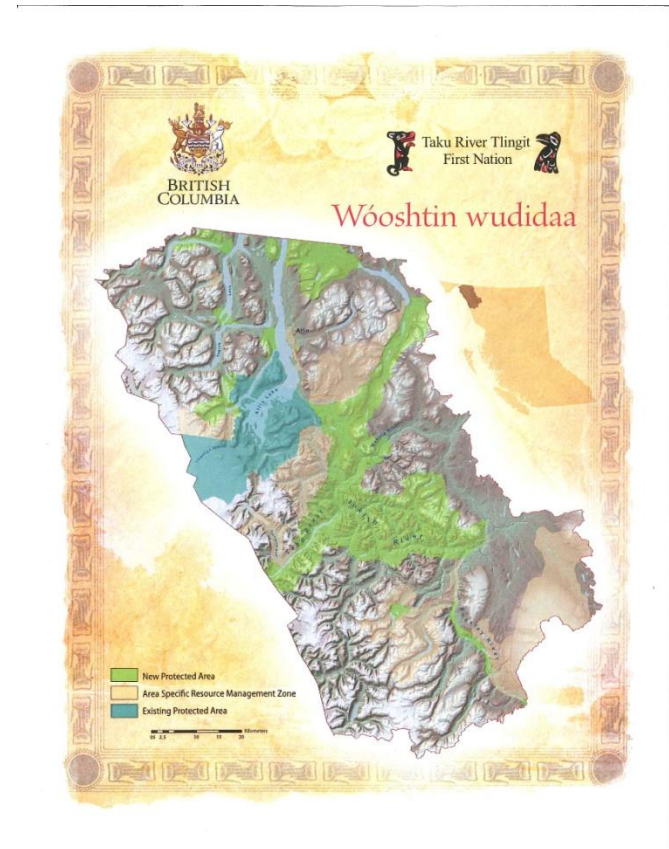 BRITISH
COLUMBIA
Taku River Tlingit
First Nation
Wóoshtin wudidaa
Atlin
New Protected Area
Area Specific Resource Management Zone
Existing Protected Area
Kilometers